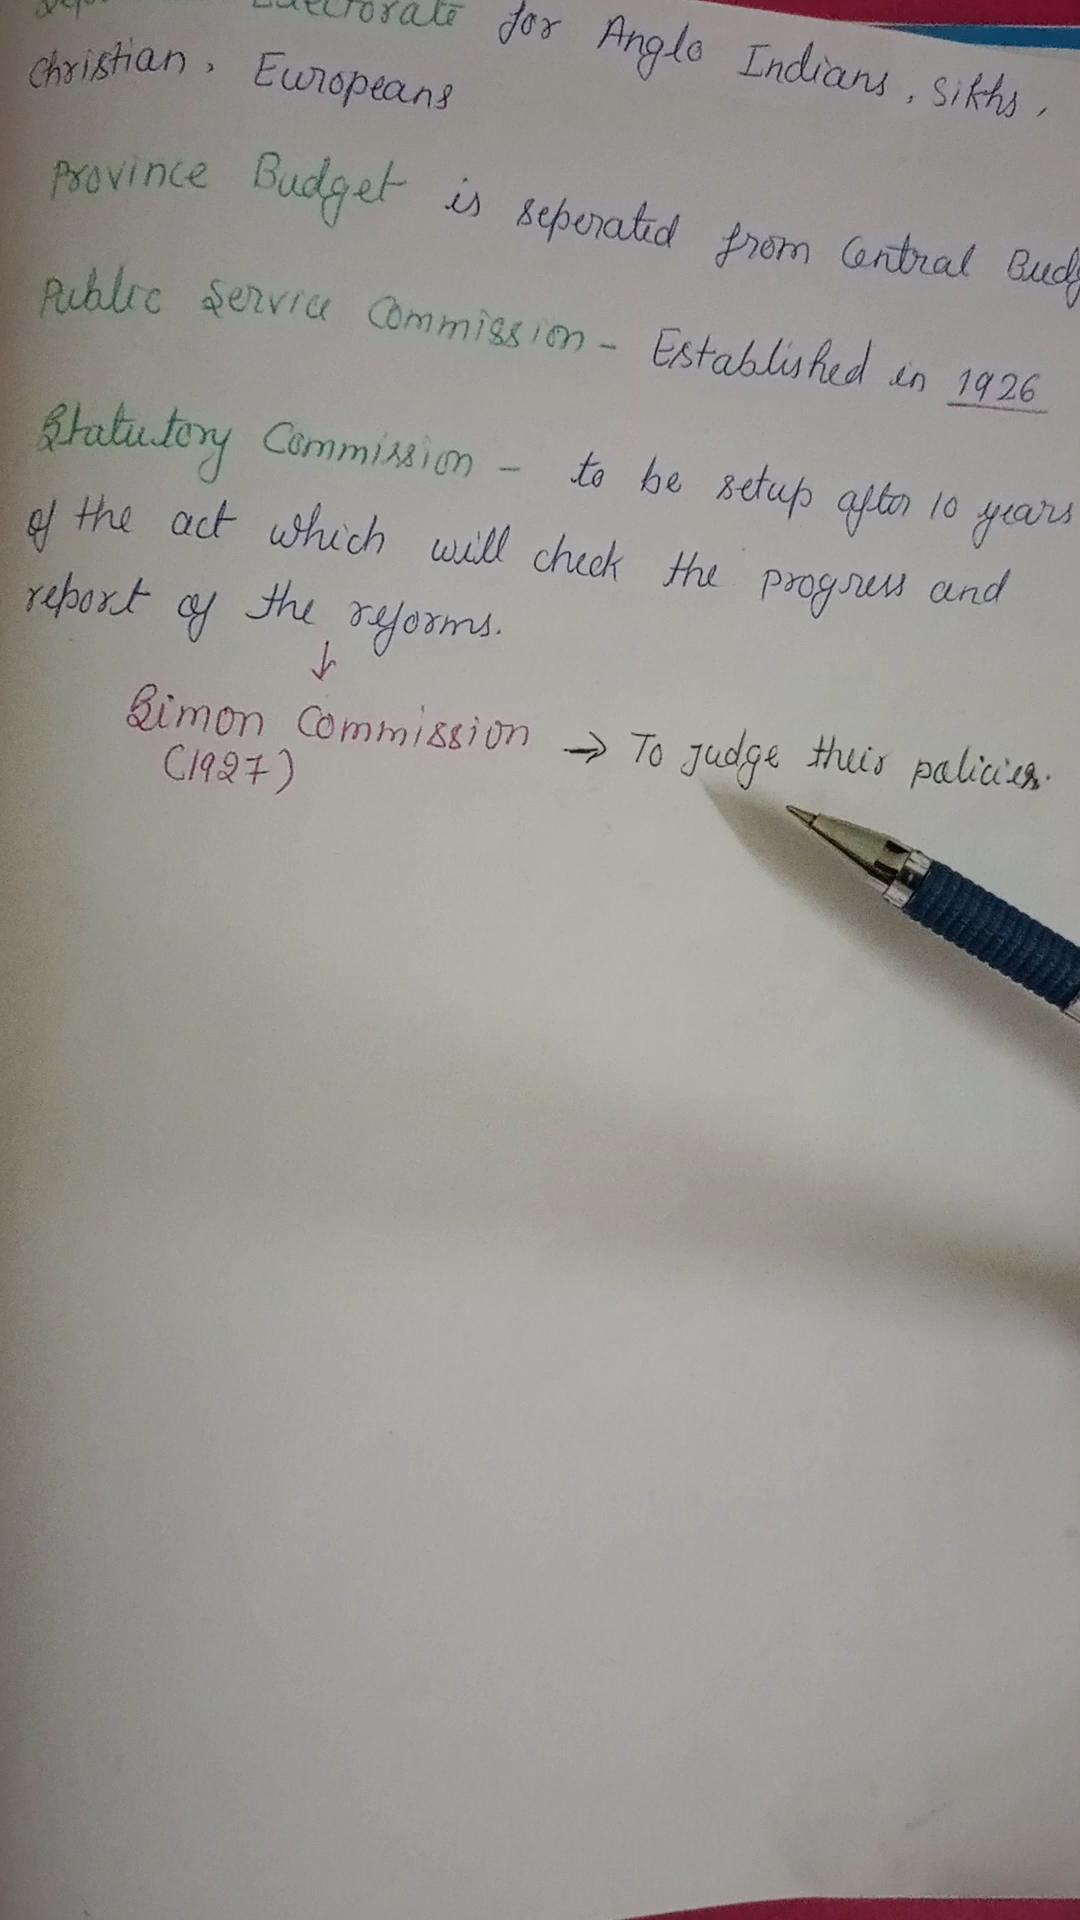 Electorate for Anglo Indians, Sikhs,
Christian, Europeans
Province Budget is seperated from Central Budg
Public Service Commission - Established in 1926
Statutory Commission - to be setup after 10 years
of the act which will check the progress and
report of the reforms.
↓
Simon Commission → To judge their policies.
(1927)